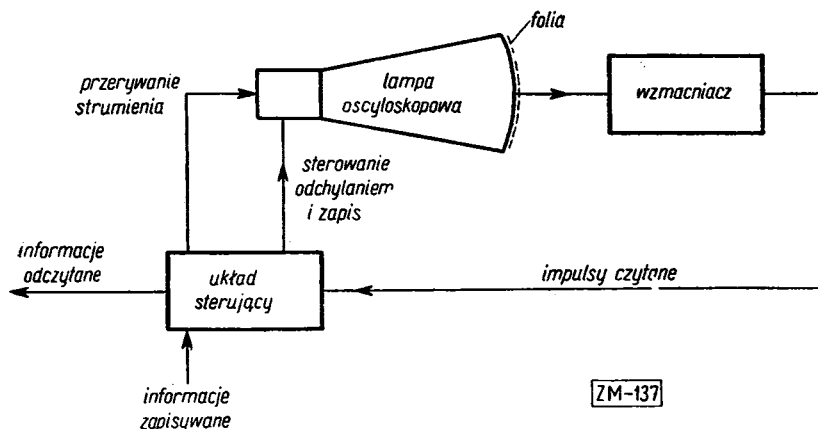 folia
przerywanie
strumienia
lampa
oscyloskopowa
wzmacniacz
sterowanie
odchylaniem
i zapis
informacje
odczytane
układ
sterujący
impulsy czytane
informacje
zapisywane
ZM-137